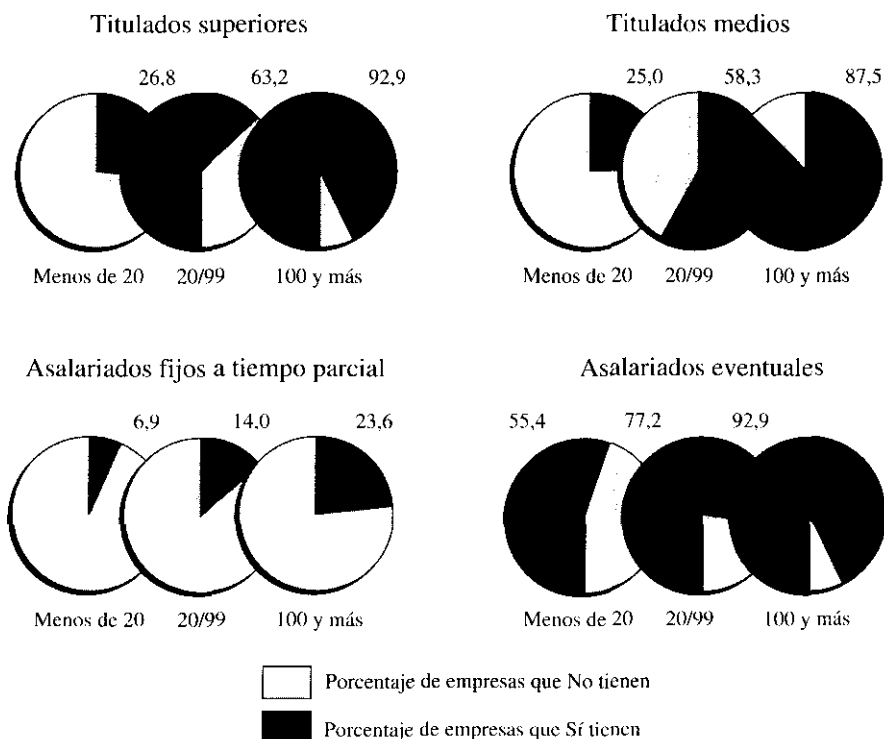 Titulados superiores
26,8 63,2 92,9
Menos de 20 20/99 100 y más
Titulados medios
25,0 58,3 87,5
Menos de 20 20/99 100 y más
Asalariados fijos a tiempo parcial
6,9 14,0 23,6
Menos de 20 20/99 100 y más
Asalariados eventuales
55,4 77,2 92,9
Menos de 20 20/99 100 y más
Porcentaje de empresas que No tienen
Porcentaje de empresas que Sí tienen